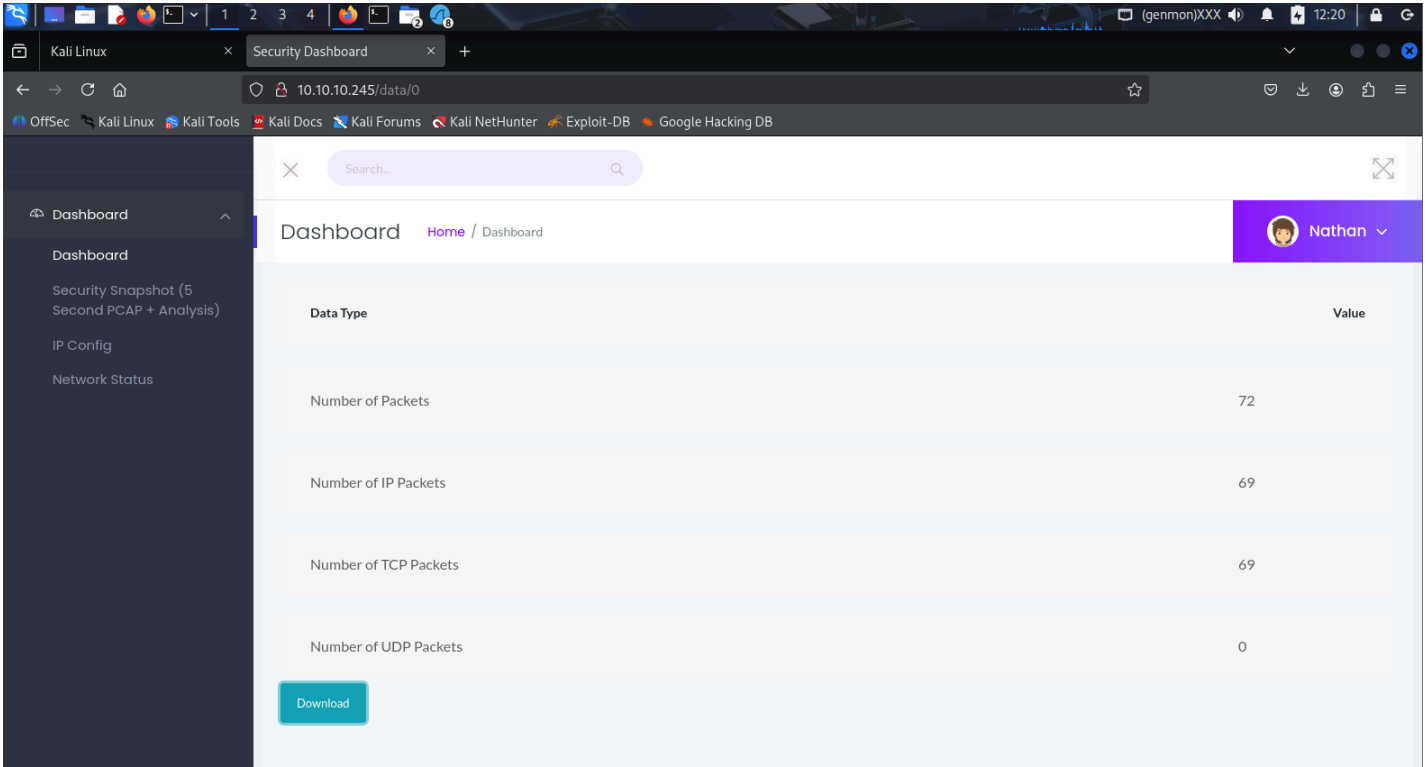 1 2 3 4 2 8 (genmon)XXX 12:20
Kali Linux × Security Dashboard × +
10.10.10.245/data/0
OffSec Kali Linux Kali Tools Kali Docs Kali Forums Kali NetHunter Exploit-DB Google Hacking DB
Search...
Dashboard
Dashboard
Security Snapshot (5
Second PCAP + Analysis)
IP Config
Network Status
Dashboard Home / Dashboard
Nathan
Data Type Value
Number of Packets 72
Number of IP Packets 69
Number of TCP Packets 69
Number of UDP Packets 0
Download